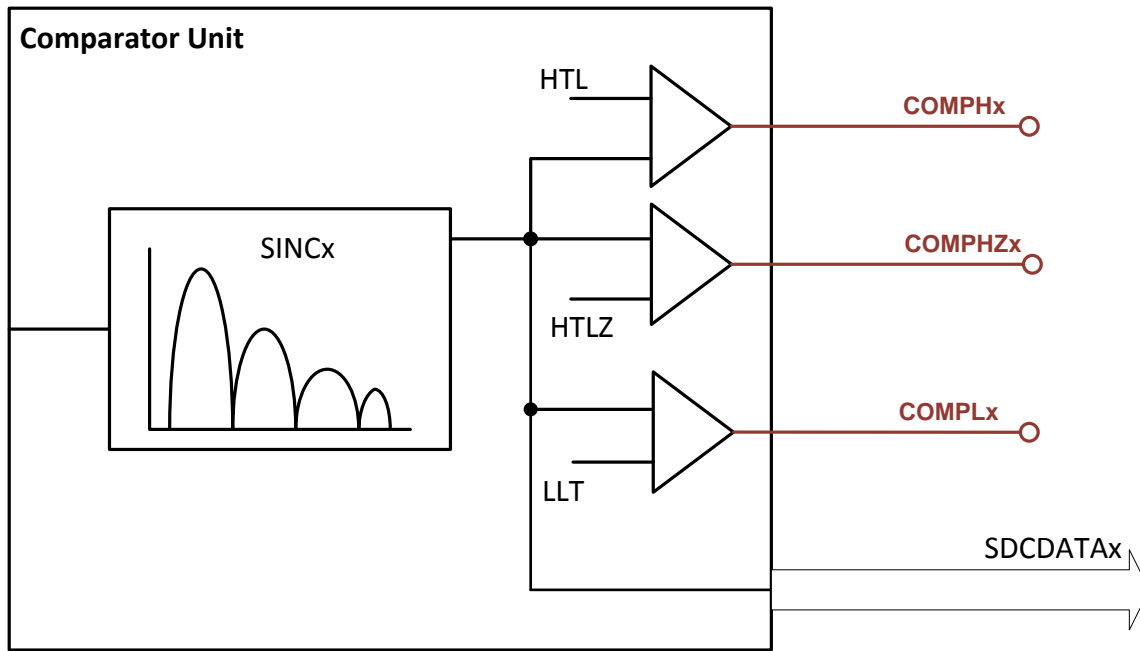 Comparator Unit
HTL
COMPHx
SINCx
COMPHZx
HTLZ
COMPLx
LLT
SDCDATAx